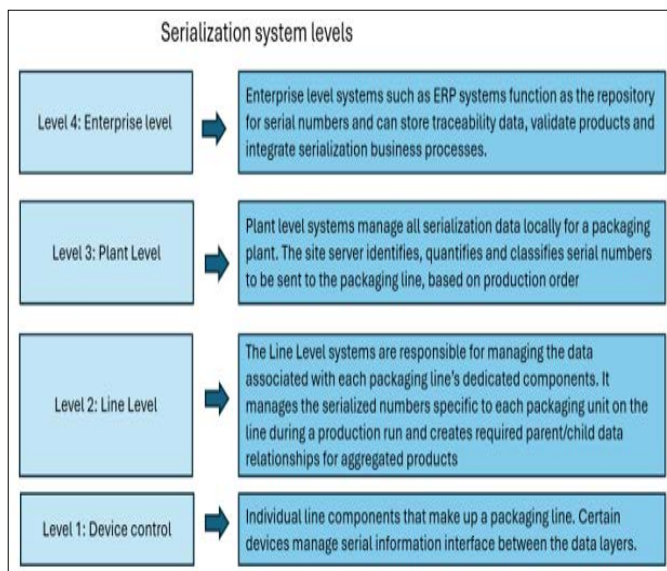 Serialization system levels
Level 4: Enterprise level
Enterprise level systems such as ERP systems function as the repository
for serial numbers and can store traceability data, validate products and
integrate serialization business processes.
Level 3: Plant Level
Plant level systems manage all serialization data locally for a packaging
plant. The site server identifies, quantifies and classifies serial numbers
to be sent to the packaging line, based on production order
Level 2: Line Level
The Line Level systems are responsible for managing the data
associated with each packaging line's dedicated components. It
manages the serialized numbers specific to each packaging unit on the
line during a production run and creates required parent/child data
relationships for aggregated products
Level 1: Device control
Individual line components that make up a packaging line. Certain
devices manage serial information interface between the data layers.